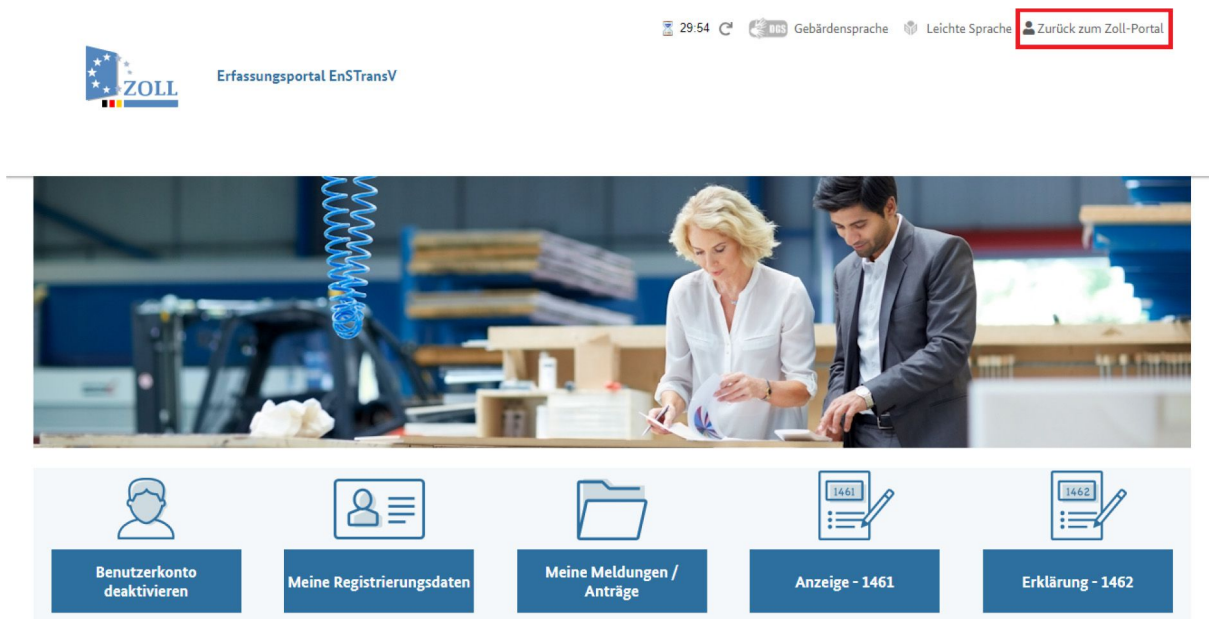 29:54 DGS Gebärdensprache Leichte Sprache Zurück zum Zoll-Portal
ZOLL
Erfassungsportal EnSTransV
1461
1462
Benutzerkonto
deaktivieren
Meine Registrierungsdaten
Meine Meldungen /
Anträge
Anzeige - 1461
Erklärung - 1462